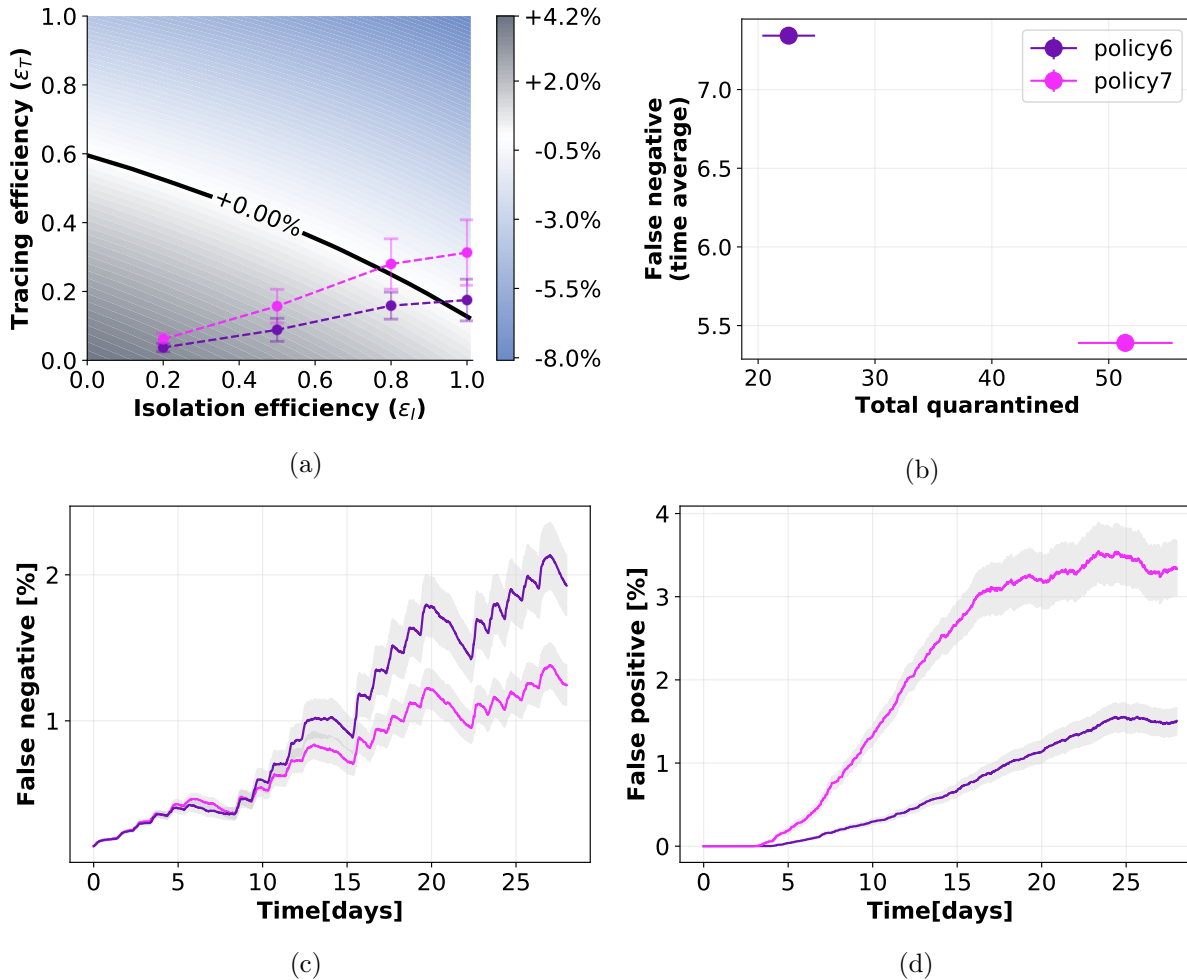 1.0
0.8
0.6
0.4
0.2
0.0
Tracing efficiency (ε_T)
0.0 0.2 0.4 0.6 0.8 1.0
Isolation efficiency (ε_I)
+0.00%
+4.2%
+2.0%
-0.5%
-3.0%
-5.5%
-8.0%
(a)
policy6
policy7
7.0
6.5
6.0
5.5
False negative
(time average)
20 30 40 50
Total quarantined
(b)
2
1
False negative [%]
0 5 10 15 20 25
Time[days]
(c)
4
3
2
1
0
False positive [%]
0 5 10 15 20 25
Time[days]
(d)